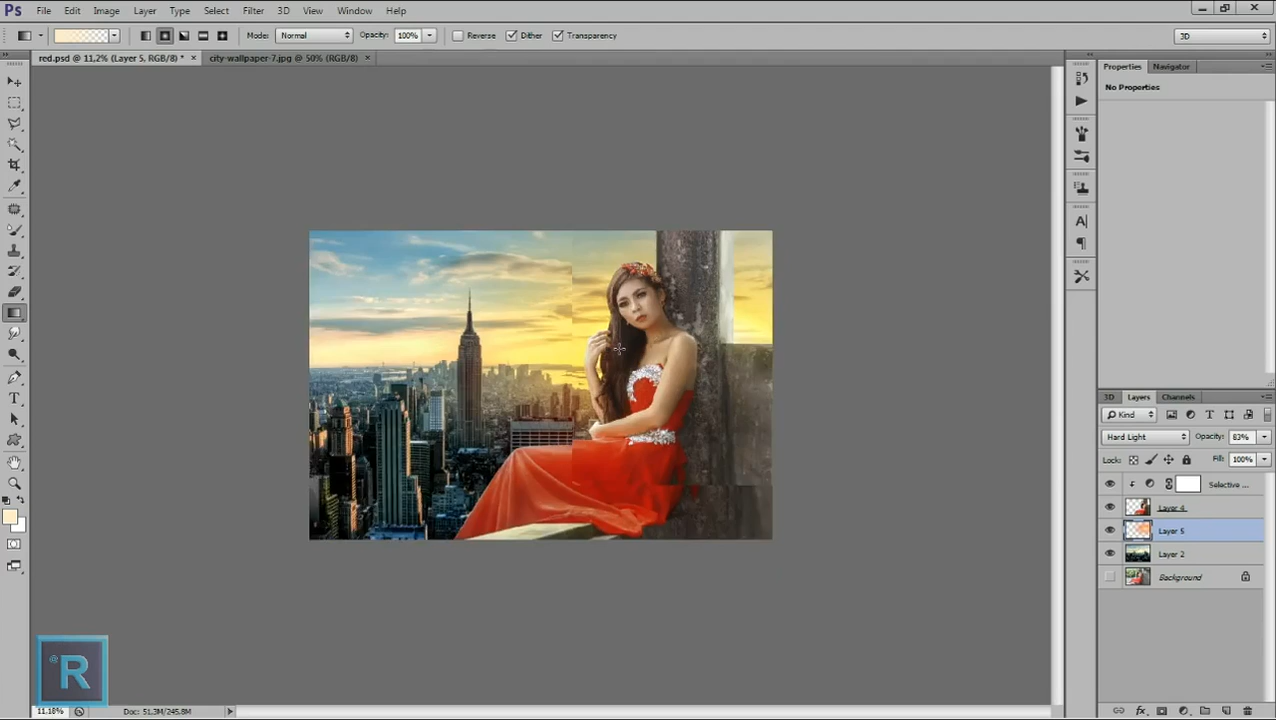 Ps File Edit Image Layer Type Select Filter 3D View Window Help
Mode: Normal Opacity: 100% Reverse Dither Transparency 3D
red.psd @ 11,2% (Layer 5, RGB/8) * × city-wallpaper-7.jpg @ 50% (RGB/8) ×
Properties Navigator
No Properties
3D Layers Channels
Kind
Hard Light Opacity: 83%
Lock: Fill: 100%
Selective ...
Layer 4
Layer 5
Layer 2
Background
®R
11.18% Doc: 51.3M/245.8M